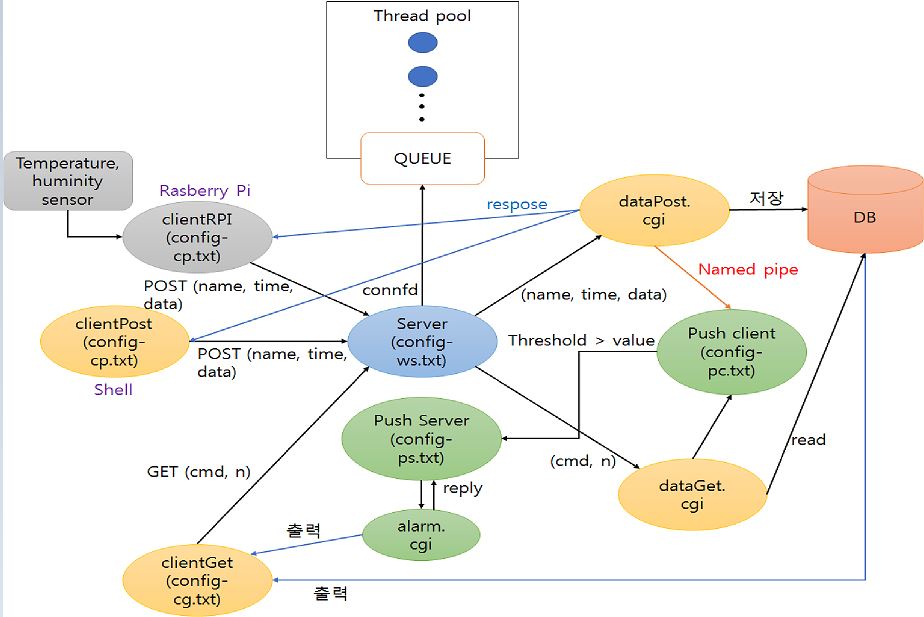 Thread pool
QUEUE
Temperature,
huminity
sensor
Rasberry Pi
clientRPI
(config-
cp.txt)
respose
dataPost.
cgi
저장
DB
POST (name, time,
data)
connfd
(name, time, data)
Named pipe
clientPost
(config-
cp.txt)
Shell
POST (name, time,
data)
Server
(config-
ws.txt)
Threshold > value
Push client
(config-
pc.txt)
Push Server
(config-
ps.txt)
GET (cmd, n)
(cmd, n)
read
reply
dataGet.
cgi
alarm.
cgi
출력
clientGet
(config-
cg.txt)
출력